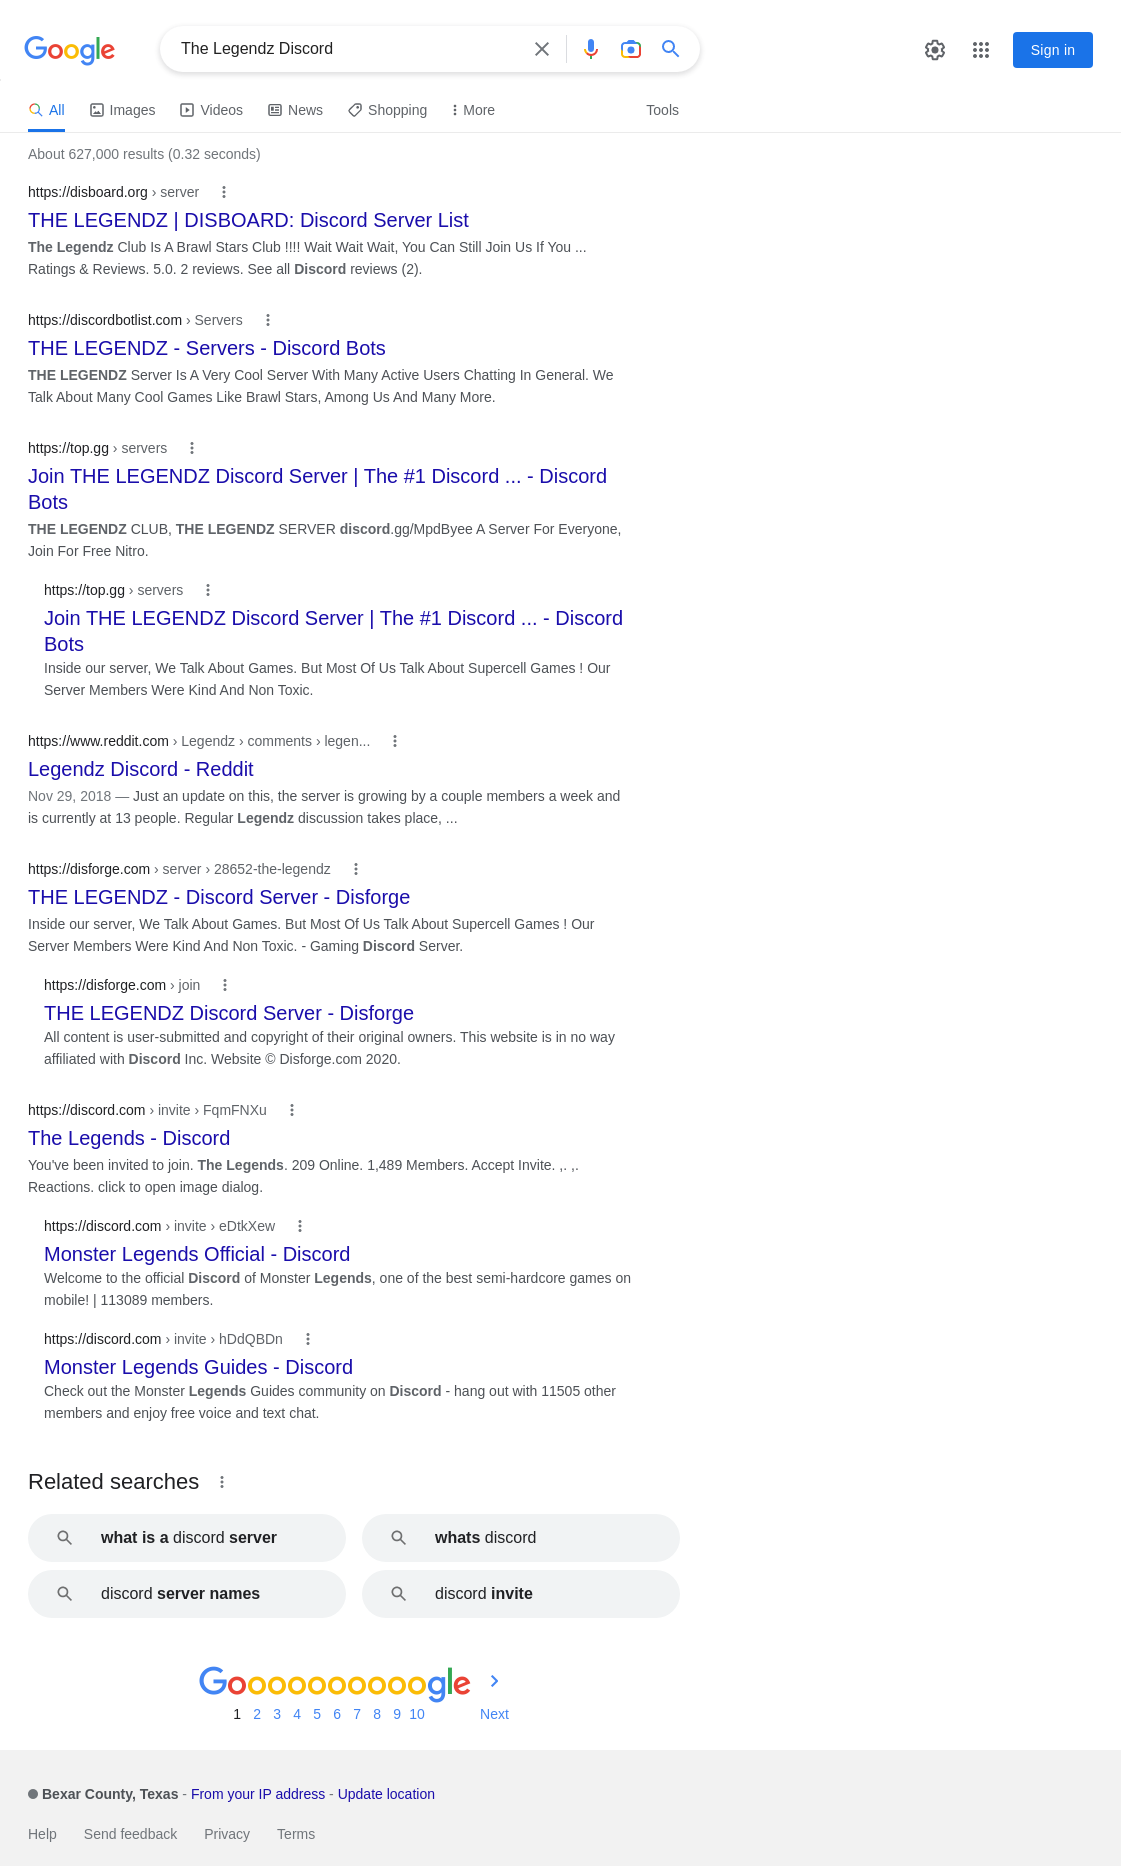 Google
The Legendz Discord
Sign in
All Images Videos News Shopping More Tools
About 627,000 results (0.32 seconds)
https://disboard.org › server
THE LEGENDZ | DISBOARD: Discord Server List
The Legendz Club Is A Brawl Stars Club !!!! Wait Wait Wait, You Can Still Join Us If You ...
Ratings & Reviews. 5.0. 2 reviews. See all Discord reviews (2).
https://discordbotlist.com › Servers
THE LEGENDZ - Servers - Discord Bots
THE LEGENDZ Server Is A Very Cool Server With Many Active Users Chatting In General. We
Talk About Many Cool Games Like Brawl Stars, Among Us And Many More.
https://top.gg › servers
Join THE LEGENDZ Discord Server | The #1 Discord ... - Discord
Bots
THE LEGENDZ CLUB, THE LEGENDZ SERVER discord.gg/MpdByee A Server For Everyone,
Join For Free Nitro.
https://top.gg › servers
Join THE LEGENDZ Discord Server | The #1 Discord ... - Discord
Bots
Inside our server, We Talk About Games. But Most Of Us Talk About Supercell Games ! Our
Server Members Were Kind And Non Toxic.
https://www.reddit.com › Legendz › comments › legen...
Legendz Discord - Reddit
Nov 29, 2018 — Just an update on this, the server is growing by a couple members a week and
is currently at 13 people. Regular Legendz discussion takes place, ...
https://disforge.com › server › 28652-the-legendz
THE LEGENDZ - Discord Server - Disforge
Inside our server, We Talk About Games. But Most Of Us Talk About Supercell Games ! Our
Server Members Were Kind And Non Toxic. - Gaming Discord Server.
https://disforge.com › join
THE LEGENDZ Discord Server - Disforge
All content is user-submitted and copyright of their original owners. This website is in no way
affiliated with Discord Inc. Website © Disforge.com 2020.
https://discord.com › invite › FqmFNXu
The Legends - Discord
You've been invited to join. The Legends. 209 Online. 1,489 Members. Accept Invite. ,. ,.
Reactions. click to open image dialog.
https://discord.com › invite › eDtkXew
Monster Legends Official - Discord
Welcome to the official Discord of Monster Legends, one of the best semi-hardcore games on
mobile! | 113089 members.
https://discord.com › invite › hDdQBDn
Monster Legends Guides - Discord
Check out the Monster Legends Guides community on Discord - hang out with 11505 other
members and enjoy free voice and text chat.
Related searches
what is a discord server
whats discord
discord server names
discord invite
Goooooooooogle
1 2 3 4 5 6 7 8 9 10 Next
Bexar County, Texas - From your IP address - Update location
Help Send feedback Privacy Terms